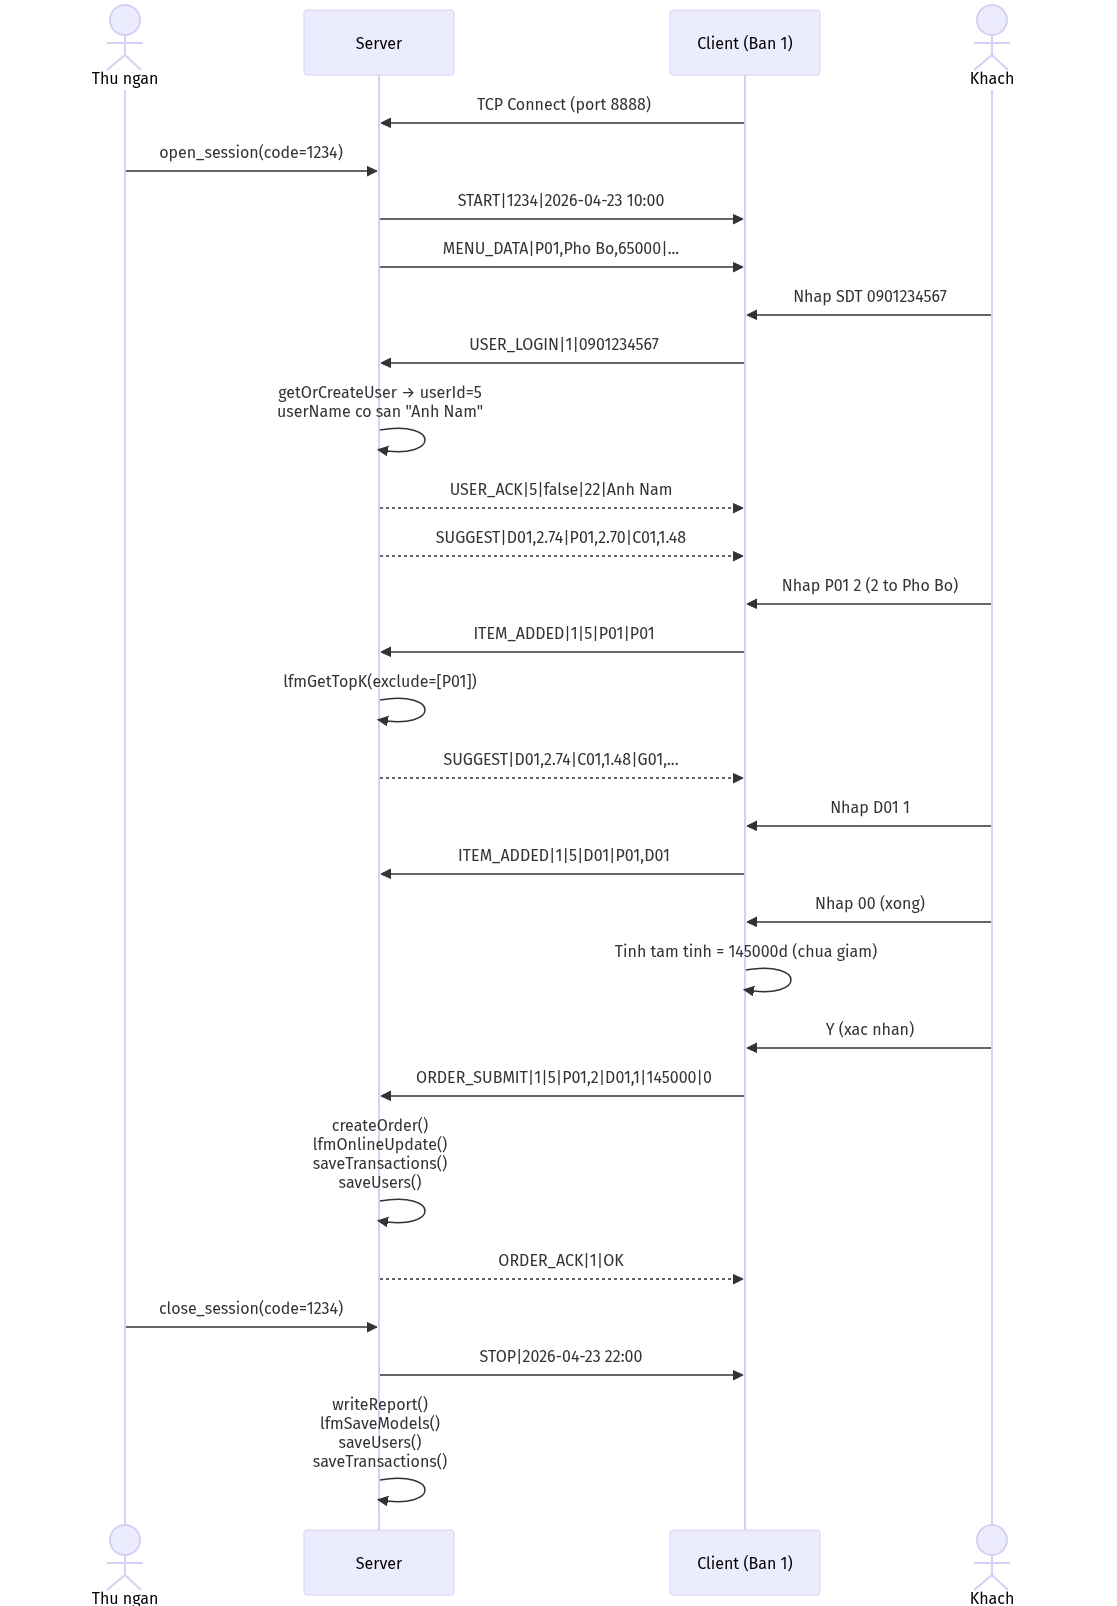 Thu ngan
Server
Client (Ban 1)
Khach
TCP Connect (port 8888)
open_session(code=1234)
START|1234|2026-04-23 10:00
MENU_DATA|P01,Pho Bo,65000|...
Nhap SDT 0901234567
USER_LOGIN|1|0901234567
getOrCreateUser → userId=5
userName co san "Anh Nam"
USER_ACK|5|false|22|Anh Nam
SUGGEST|D01,2.74|P01,2.70|C01,1.48
Nhap P01 2 (2 to Pho Bo)
ITEM_ADDED|1|5|P01|P01
lfmGetTopK(exclude=[P01])
SUGGEST|D01,2.74|C01,1.48|G01,...
Nhap D01 1
ITEM_ADDED|1|5|D01|P01,D01
Nhap 00 (xong)
Tinh tam tinh = 145000d (chua giam)
Y (xac nhan)
ORDER_SUBMIT|1|5|P01,2|D01,1|145000|0
createOrder()
lfmOnlineUpdate()
saveTransactions()
saveUsers()
ORDER_ACK|1|OK
close_session(code=1234)
STOP|2026-04-23 22:00
writeReport()
lfmSaveModels()
saveUsers()
saveTransactions()
Thu ngan
Server
Client (Ban 1)
Khach